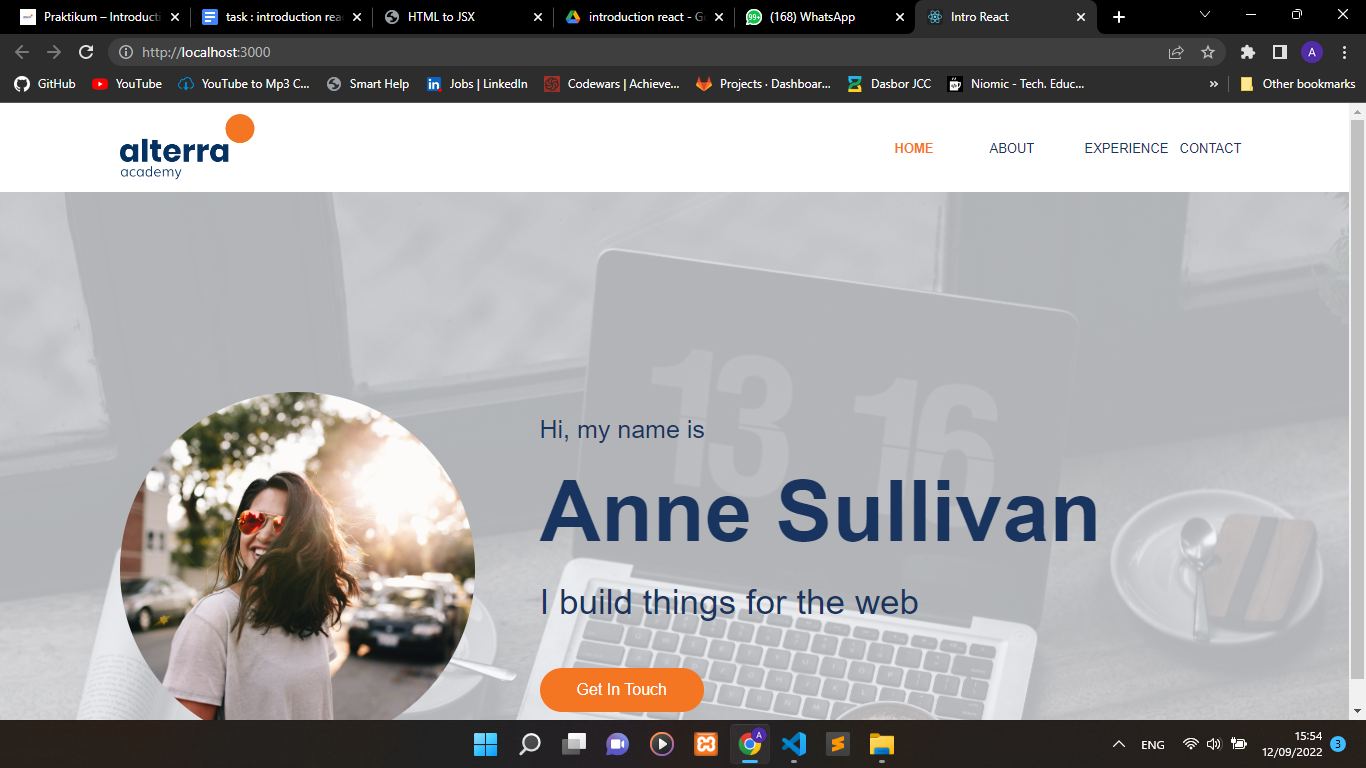 Praktikum – Introducti
task : introduction rea
HTML to JSX
introduction react - G
(168) WhatsApp
Intro React
http://localhost:3000
A
GitHub
YouTube
YouTube to Mp3 C...
Smart Help
Jobs | LinkedIn
Codewars | Achieve...
Projects · Dashboar...
Dasbor JCC
Niomic - Tech. Educ...
»
Other bookmarks
alterra
academy
HOME
ABOUT
EXPERIENCE
CONTACT
13 16
Hi, my name is
Anne Sullivan
I build things for the web
Get In Touch
A
ENG
15:54
12/09/2022
3